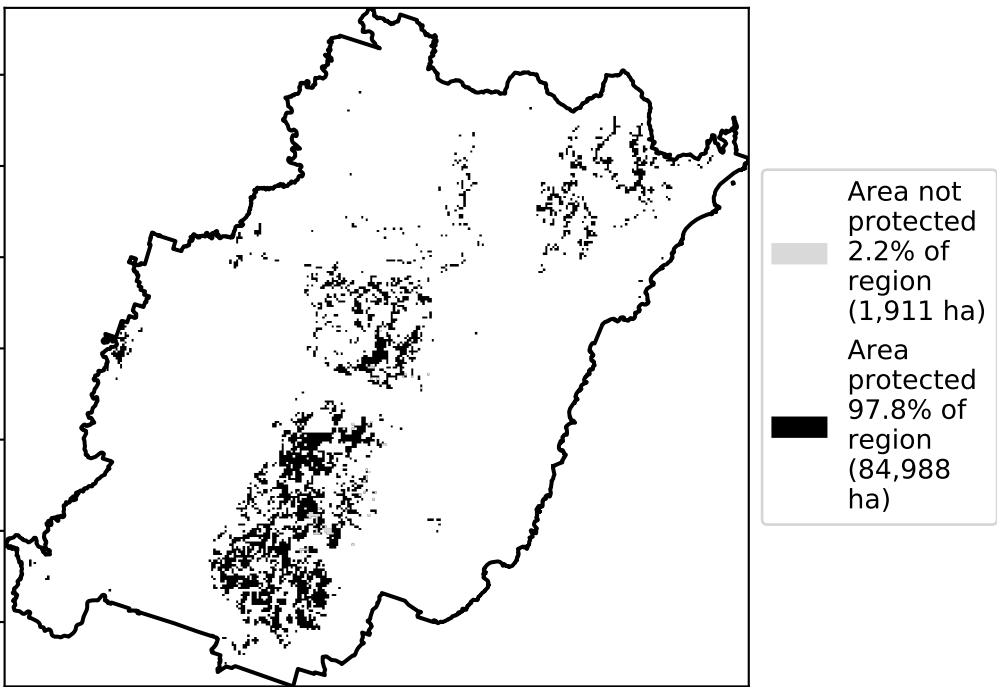 Area not
protected
2.2% of
region
(1,911 ha)
Area
protected
97.8% of
region
(84,988
ha)